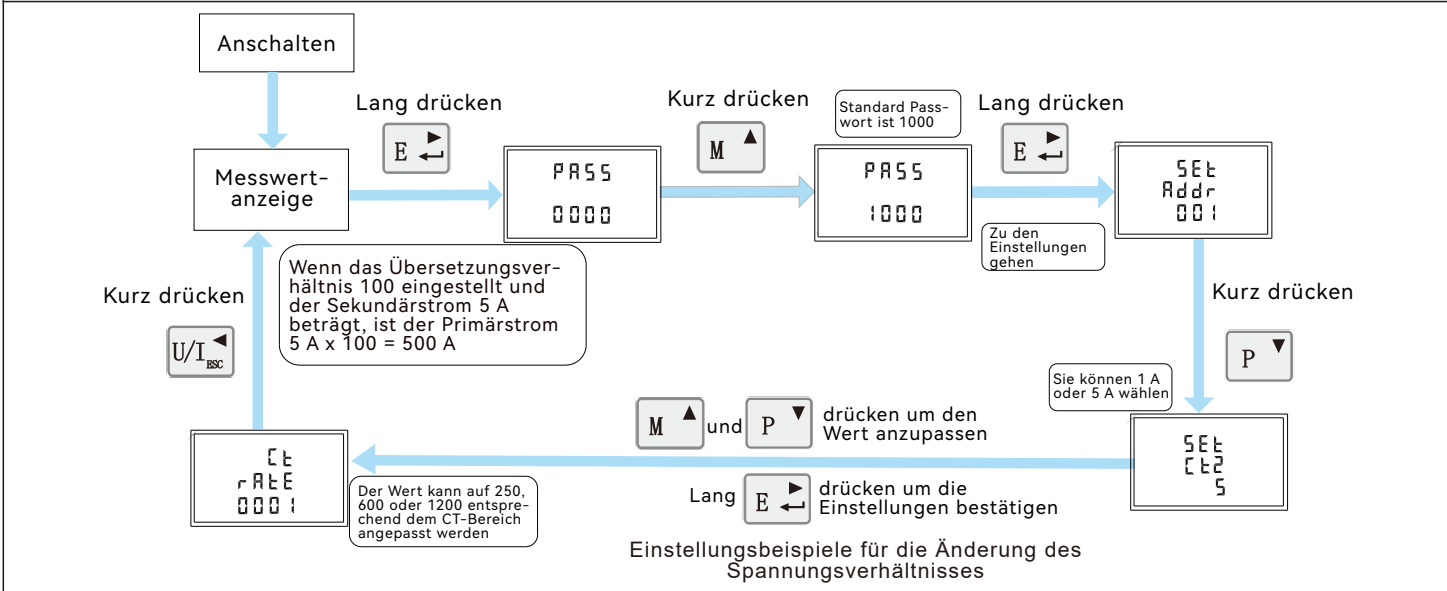 Anschalten
Messwert-
anzeige
Lang drücken
E
PASS
0000
Kurz drücken
M
Standard Pass-
wort ist 1000
PASS
1000
Lang drücken
E
Zu den
Einstellungen
gehen
SEt
Addr
001
Kurz drücken
P
Sie können 1 A
oder 5 A wählen
SEt
Ct2
5
M und P drücken um den
Wert anzupassen
Lang E drücken um die
Einstellungen bestätigen
Der Wert kann auf 250,
600 oder 1200 entspre-
chend dem CT-Bereich
angepasst werden
Ct
rAtE
0001
Kurz drücken
U/I ESC
Wenn das Übersetzungsver-
hältnis 100 eingestellt und
der Sekundärstrom 5 A
beträgt, ist der Primärstrom
5 A x 100 = 500 A
Einstellungsbeispiele für die Änderung des
Spannungsverhältnisses